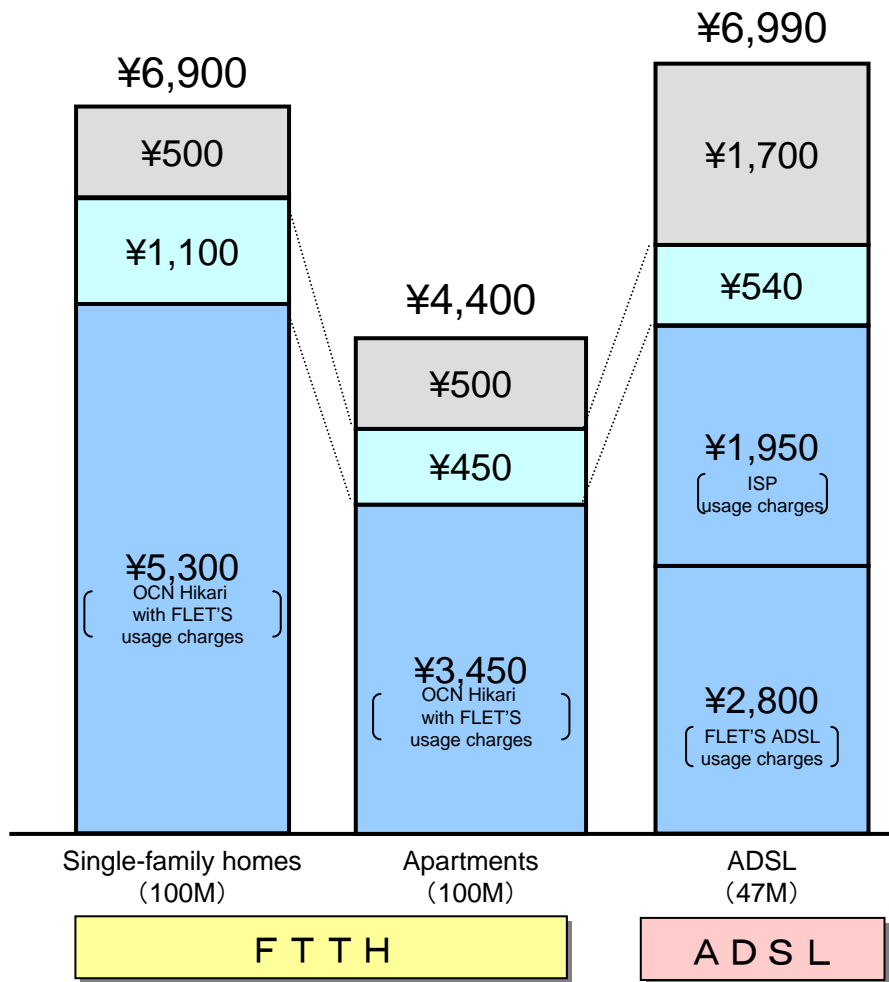 ¥6,900
¥500
¥1,100
¥5,300
OCN Hikari
with FLET'S
usage charges
¥4,400
¥500
¥450
¥3,450
OCN Hikari
with FLET'S
usage charges
¥6,990
¥1,700
¥540
¥1,950
ISP
usage charges
¥2,800
FLET'S ADSL
usage charges
Single-family homes
（100M）
Apartments
（100M）
ADSL
（47M）
ＦＴＴＨ
ＡＤＳＬ